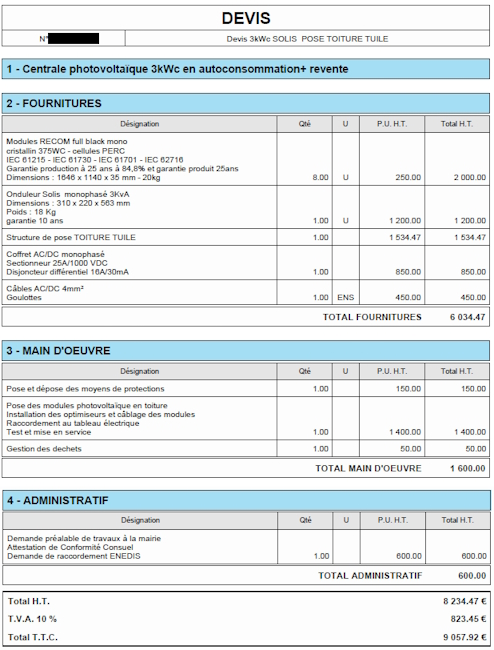 DEVIS
N° Devis 3kWc SOLIS POSE TOITURE TUILE
1 - Centrale photovoltaïque 3kWc en autoconsommation+ revente
2 - FOURNITURES
Désignation Qté U P.U. H.T. Total H.T.
Modules RECOM full black mono
cristallin 375WC - cellules PERC
IEC 61215 - IEC 61730 - IEC 61701 - IEC 62716
Garantie production à 25 ans à 84,8% et garantie produit 25ans
Dimensions : 1646 x 1140 x 35 mm - 20kg 8.00 U 250.00 2 000.00
Onduleur Solis monophasé 3KvA
Dimensions : 310 x 220 x 563 mm
Poids : 18 Kg
garantie 10 ans 1.00 U 1 200.00 1 200.00
Structure de pose TOITURE TUILE 1.00 1 534.47 1 534.47
Coffret AC/DC monophasé
Sectionneur 25A/1000 VDC
Disjoncteur différentiel 16A/30mA 1.00 850.00 850.00
Câbles AC/DC 4mm²
Goulottes 1.00 ENS 450.00 450.00
TOTAL FOURNITURES 6 034.47
3 - MAIN D'OEUVRE
Désignation Qté U P.U. H.T. Total H.T.
Pose et dépose des moyens de protections 1.00 150.00 150.00
Pose des modules photovoltaïque en toiture
Installation des optimiseurs et câblage des modules
Raccordement au tableau électrique
Test et mise en service 1.00 1 400.00 1 400.00
Gestion des dechets 1.00 50.00 50.00
TOTAL MAIN D'OEUVRE 1 600.00
4 - ADMINISTRATIF
Désignation Qté U P.U. H.T. Total H.T.
Demande préalable de travaux à la mairie
Attestation de Conformité Consuel
Demande de raccordement ENEDIS 1.00 600.00 600.00
TOTAL ADMINISTRATIF 600.00
Total H.T. 8 234.47 €
T.V.A. 10 % 823.45 €
Total T.T.C. 9 057.92 €